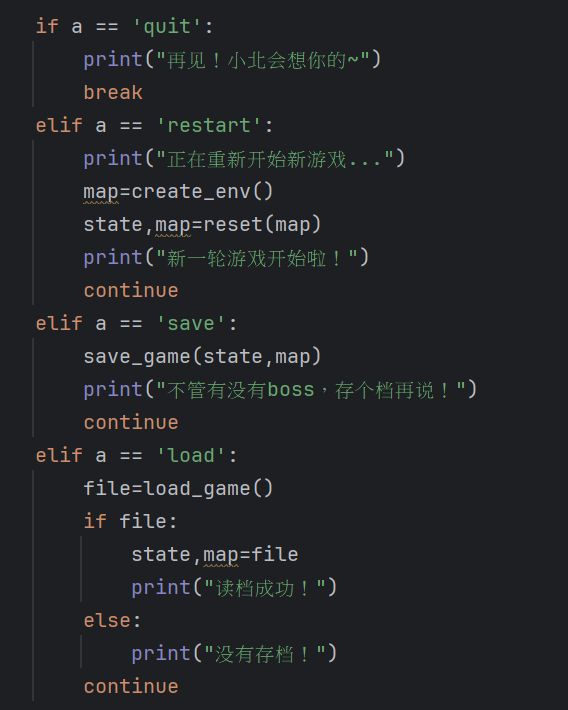 if a == 'quit':
    print("再见！小北会想你的~")
    break
elif a == 'restart':
    print("正在重新开始新游戏...")
    map=create_env()
    state,map=reset(map)
    print("新一轮游戏开始啦！")
    continue
elif a == 'save':
    save_game(state,map)
    print("不管有没有boss，存个档再说！")
    continue
elif a == 'load':
    file=load_game()
    if file:
        state,map=file
        print("读档成功！")
    else:
        print("没有存档！")
    continue